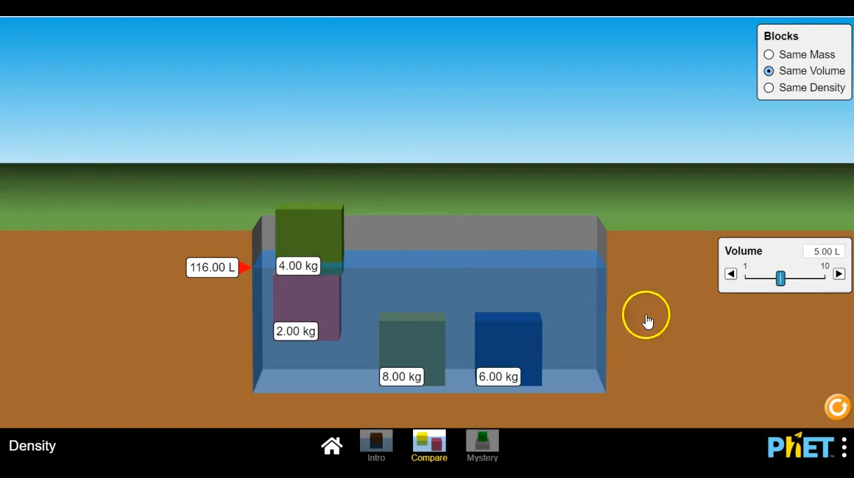 Blocks
Same Mass
Same Volume
Same Density
Volume
5.00 L
1
10
116.00 L
4.00 kg
2.00 kg
8.00 kg
6.00 kg
Density
Intro
Compare
Mystery
PhET